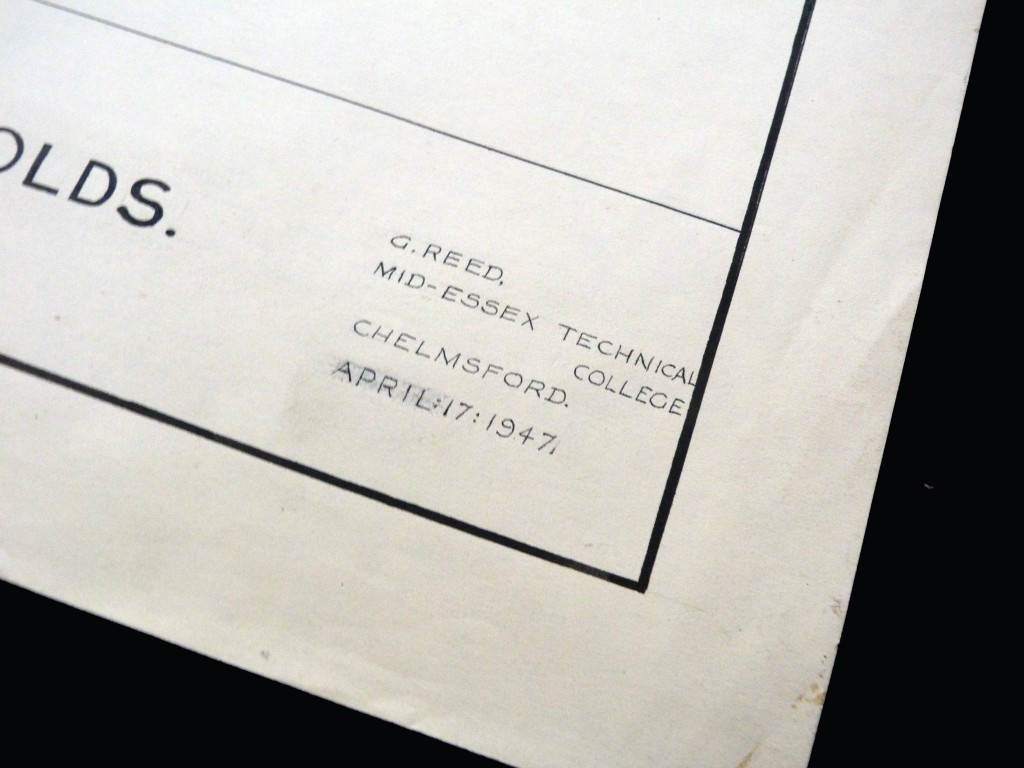 OLDS.
G. REED,
MID-ESSEX TECHNICAL
COLLEGE
CHELMSFORD.
APRIL:17:1947.